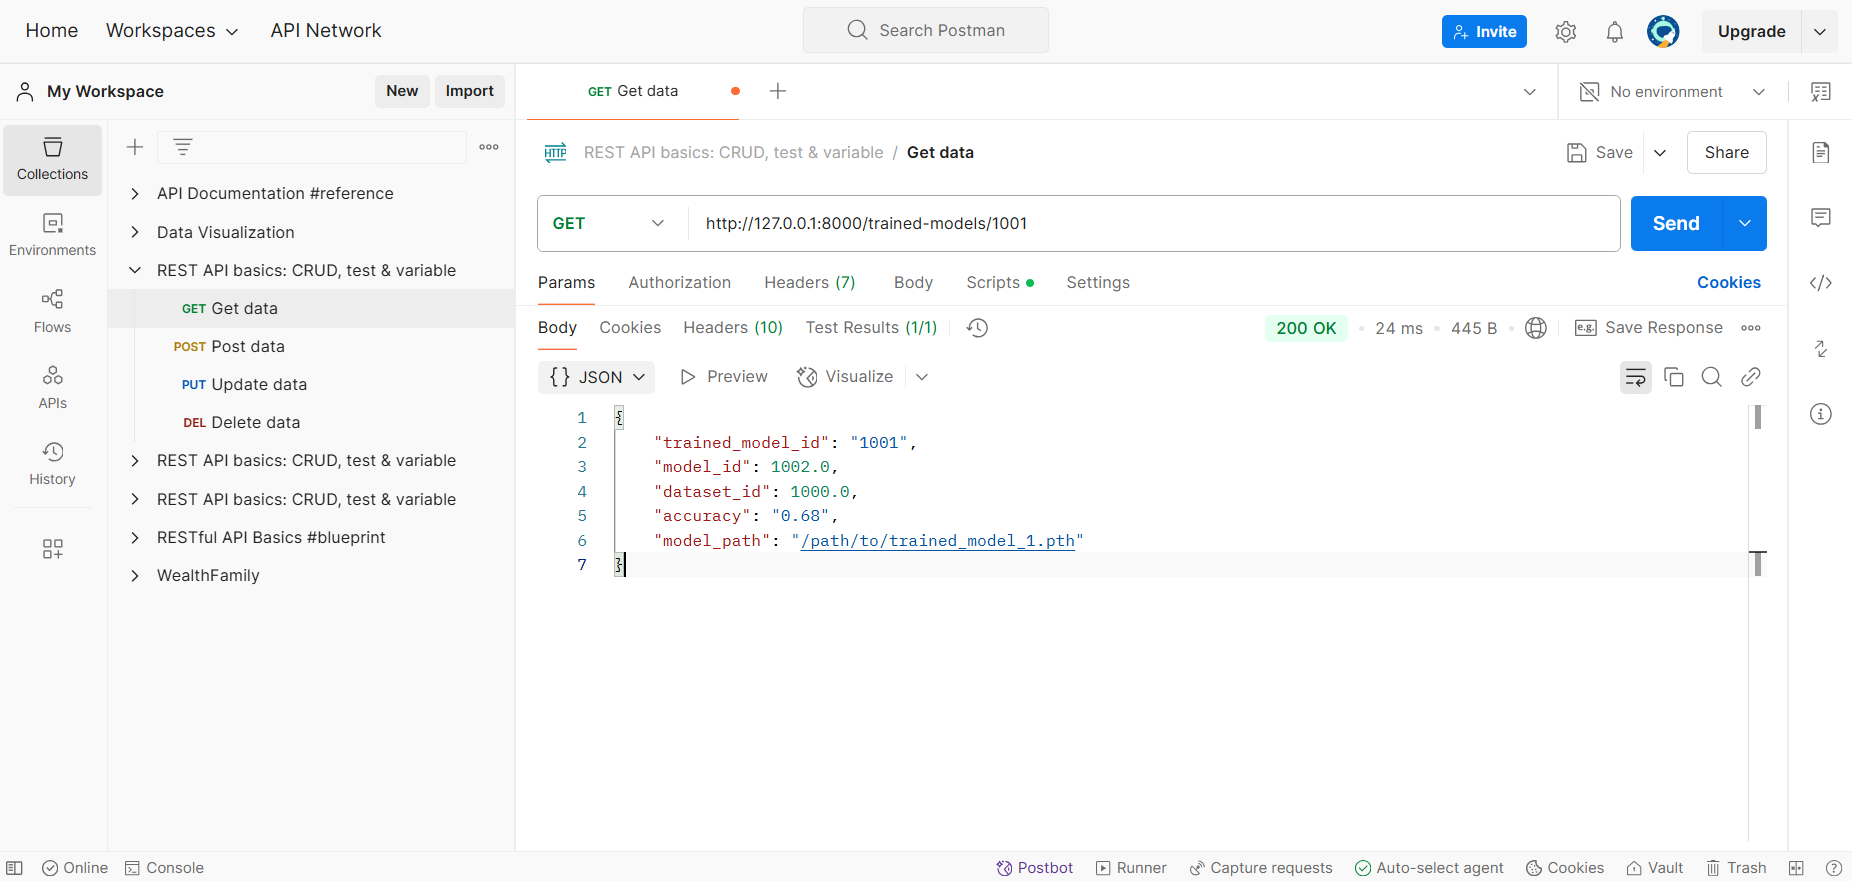 Home Workspaces API Network Search Postman Invite Upgrade
My Workspace New Import GET Get data No environment
Collections
Environments
Flows
APIs
History
API Documentation #reference
Data Visualization
REST API basics: CRUD, test & variable
GET Get data
POST Post data
PUT Update data
DEL Delete data
REST API basics: CRUD, test & variable
REST API basics: CRUD, test & variable
RESTful API Basics #blueprint
WealthFamily
HTTP REST API basics: CRUD, test & variable / Get data Save Share
GET http://127.0.0.1:8000/trained-models/1001 Send
Params Authorization Headers (7) Body Scripts Settings Cookies
Body Cookies Headers (10) Test Results (1/1) 200 OK 24 ms 445 B e.g. Save Response
{} JSON Preview Visualize
1 {
2 "trained_model_id": "1001",
3 "model_id": 1002.0,
4 "dataset_id": 1000.0,
5 "accuracy": "0.68",
6 "model_path": "/path/to/trained_model_1.pth"
7 }
Online Console Postbot Runner Capture requests Auto-select agent Cookies Vault Trash